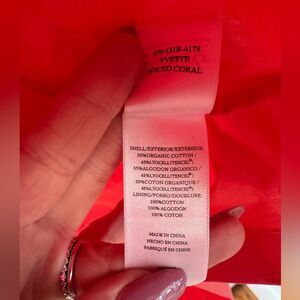 570-151B-4178
YVETTE
SPICED CORAL
SHELL/EXTERIOR/EXTERIEUR:
55%ORGANIC COTTON /
45%LYOCELL(TENCEL®)
55%ALGODON ORGANICO /
45%LYOCELL(TENCEL®)
55%COTON ORGANIQUE /
45%LYOCELL(TENCEL®)
LINING/FORRO/DOUBLURE:
100%COTTON
100%ALGODÓN
100% COTON
MADE IN CHINA
HECHO EN CHINA
FABRIQUÉ EN CHINE